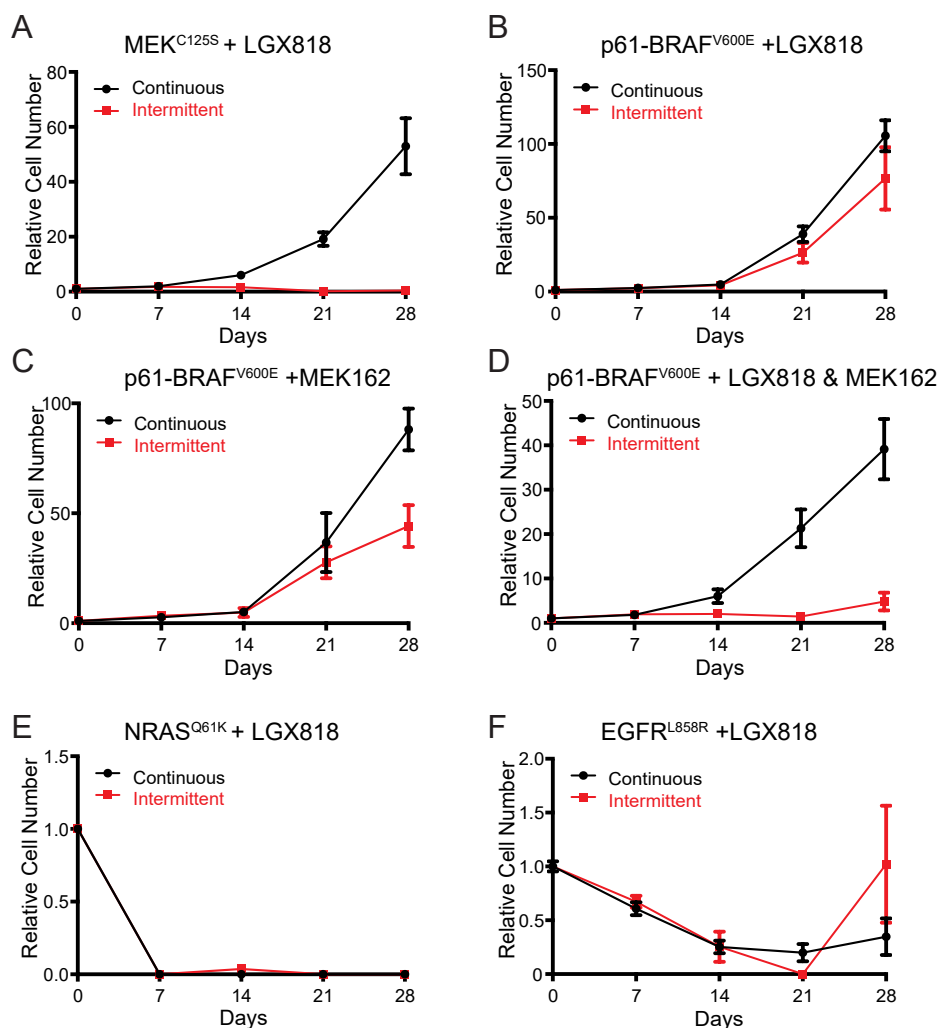 A
MEKC125S + LGX818
Relative Cell Number
80
60
40
20
0
Continuous
Intermittent
0 7 14 21 28
Days
B
p61-BRAFV600E +LGX818
Relative Cell Number
150
100
50
0
Continuous
Intermittent
0 7 14 21 28
Days
C
p61-BRAFV600E +MEK162
Relative Cell Number
100
50
0
Continuous
Intermittent
0 7 14 21 28
Days
D
p61-BRAFV600E + LGX818 & MEK162
Relative Cell Number
50
40
30
20
10
0
Continuous
Intermittent
0 7 14 21 28
Days
E
NRASQ61K + LGX818
Relative Cell Number
1.5
1.0
0.5
0.0
Continuous
Intermittent
0 7 14 21 28
Days
F
EGFRL858R +LGX818
Relative Cell Number
2.0
1.5
1.0
0.5
0
Continuous
Intermittent
0 7 14 21 28
Days